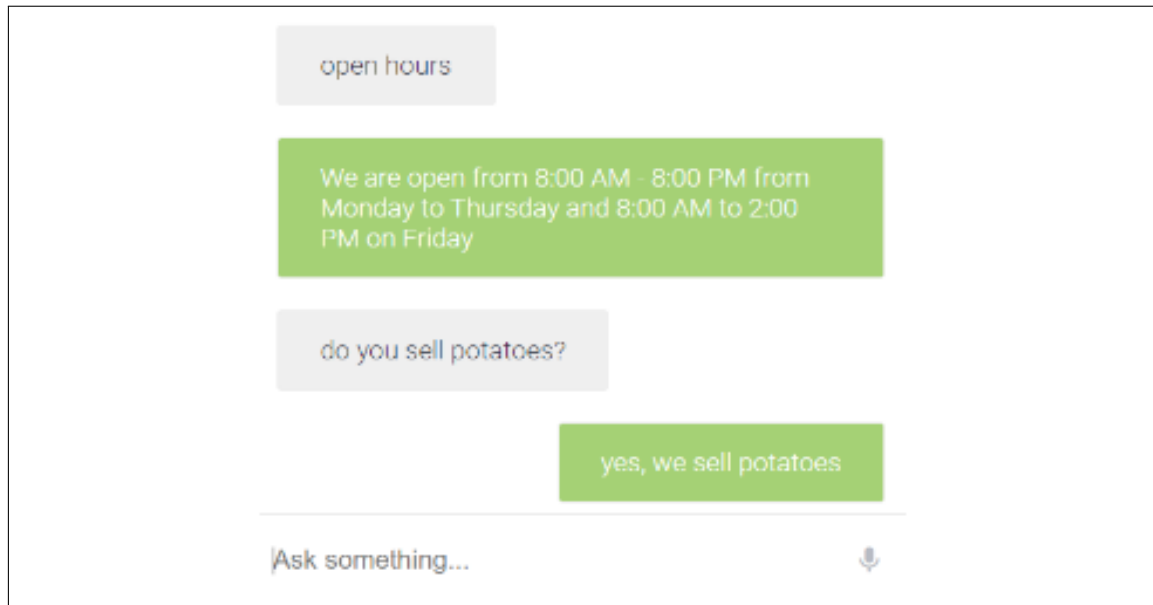 open hours
We are open from 8:00 AM - 8:00 PM from
Monday to Thursday and 8:00 AM to 2:00
PM on Friday
do you sell potatoes?
yes, we sell potatoes
Ask something...